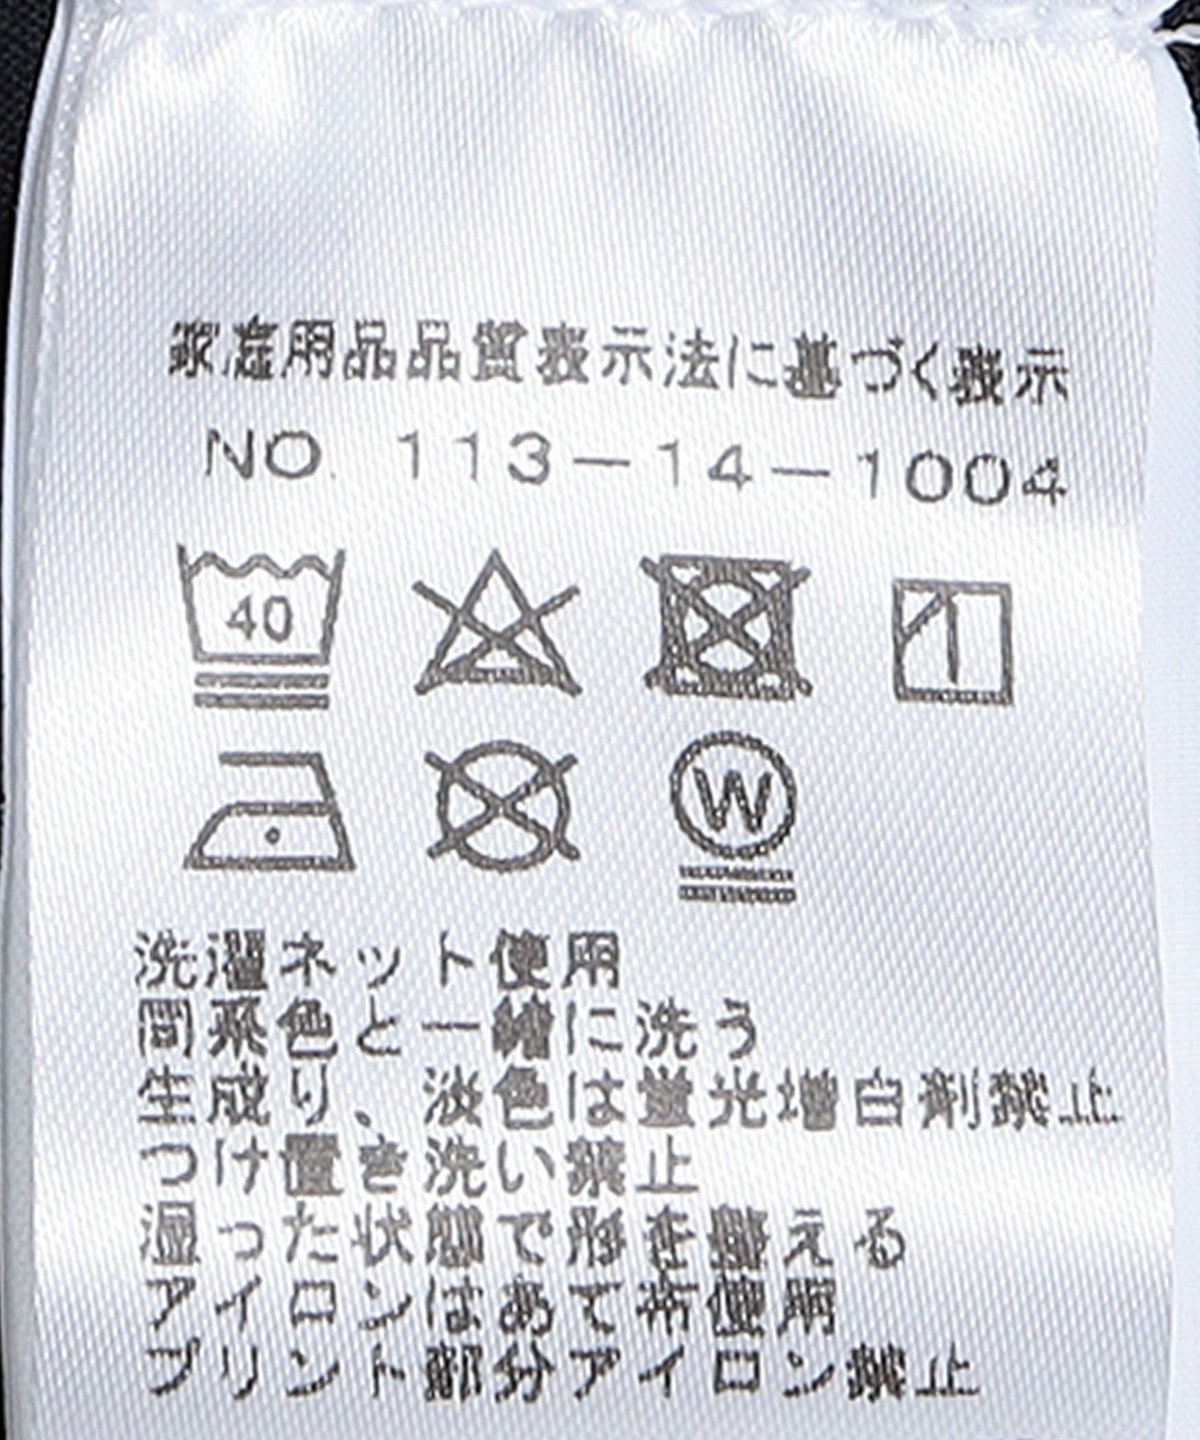 家庭用品品質表示法に基づく表示
NO. 113-14-1004
40
W
洗濯ネット使用
同系色と一緒に洗う
生成り、淡色は蛍光増白剤禁止
つけ置き洗い禁止
湿った状態で形を整える
アイロンはあて布使用
プリント部分アイロン禁止